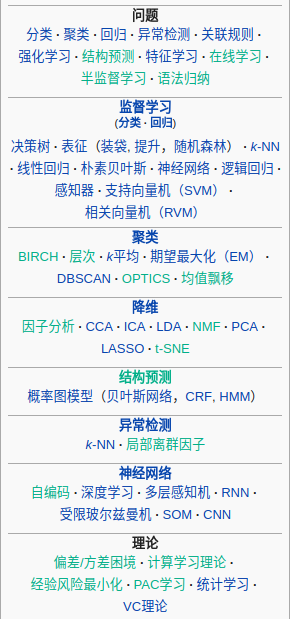 问题
分类 · 聚类 · 回归 · 异常检测 · 关联规则 ·
强化学习 · 结构预测 · 特征学习 · 在线学习 ·
半监督学习 · 语法归纳
监督学习
(分类 · 回归)
决策树 · 表征（装袋, 提升，随机森林） · k-NN
· 线性回归 · 朴素贝叶斯 · 神经网络 · 逻辑回归 ·
感知器 · 支持向量机（SVM） ·
相关向量机（RVM）
聚类
BIRCH · 层次 · k平均 · 期望最大化（EM） ·
DBSCAN · OPTICS · 均值飘移
降维
因子分析 · CCA · ICA · LDA · NMF · PCA ·
LASSO · t-SNE
结构预测
概率图模型（贝叶斯网络，CRF, HMM）
异常检测
k-NN · 局部离群因子
神经网络
自编码 · 深度学习 · 多层感知机 · RNN ·
受限玻尔兹曼机 · SOM · CNN
理论
偏差/方差困境 · 计算学习理论 ·
经验风险最小化 · PAC学习 · 统计学习 ·
VC理论